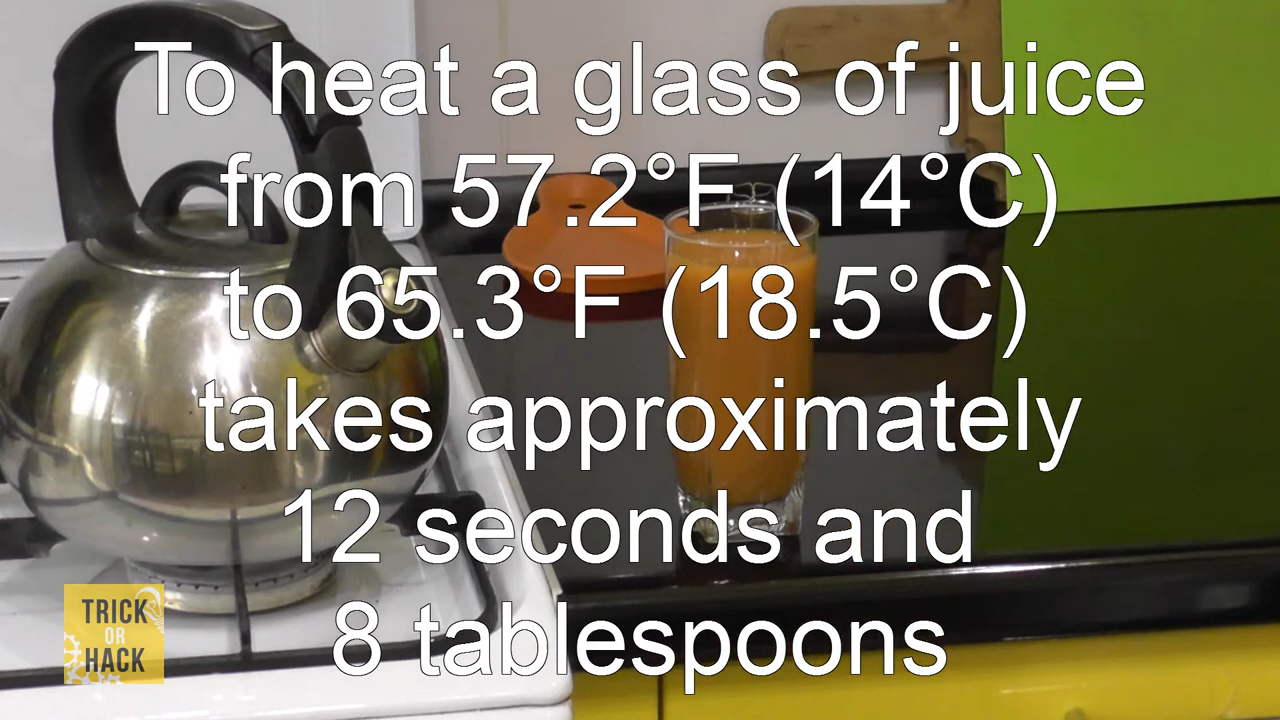 To heat a glass of juice
from 57.2°F (14°C)
to 65.3°F (18.5°C)
takes approximately
12 seconds and
8 tablespoons
TRICK
OR
HACK